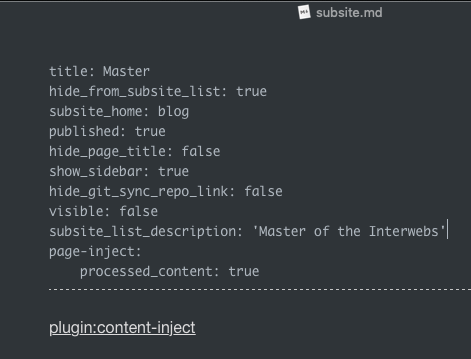 subsite.md
title: Master
hide_from_subsite_list: true
subsite_home: blog
published: true
hide_page_title: false
show_sidebar: true
hide_git_sync_repo_link: false
visible: false
subsite_list_description: ‘Master of the Interwebs’
page-inject:
    processed_content: true
plugin:content-inject